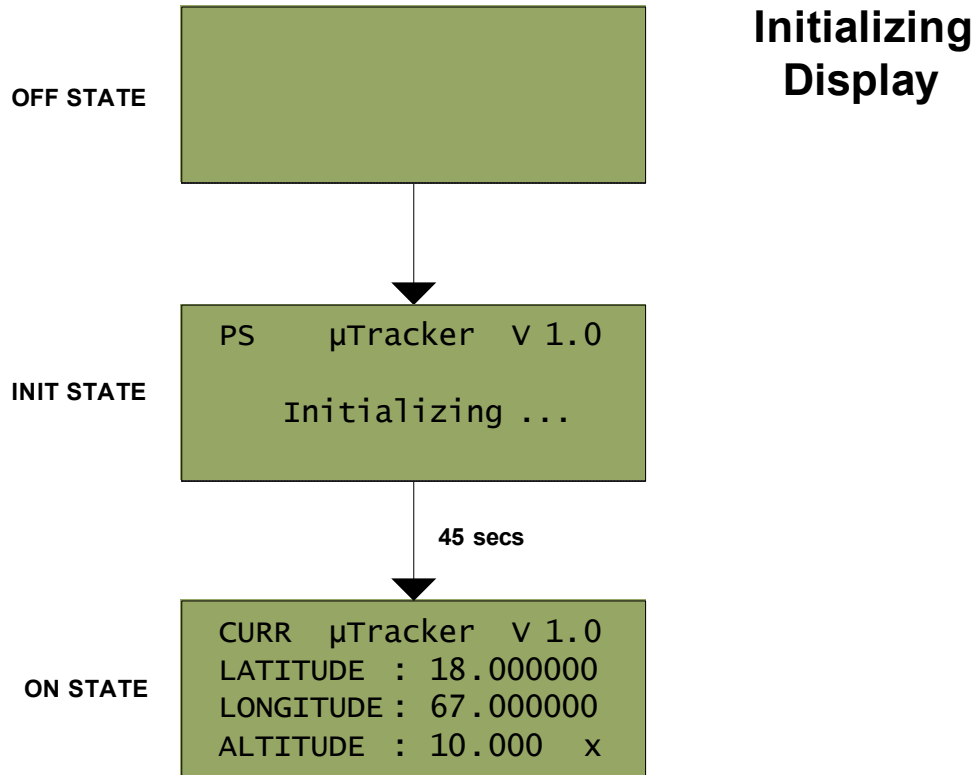 Initializing
Display
OFF STATE
INIT STATE
PS µTracker V 1.0
Initializing ...
45 secs
ON STATE
CURR µTracker V 1.0
LATITUDE : 18.000000
LONGITUDE : 67.000000
ALTITUDE : 10.000 x